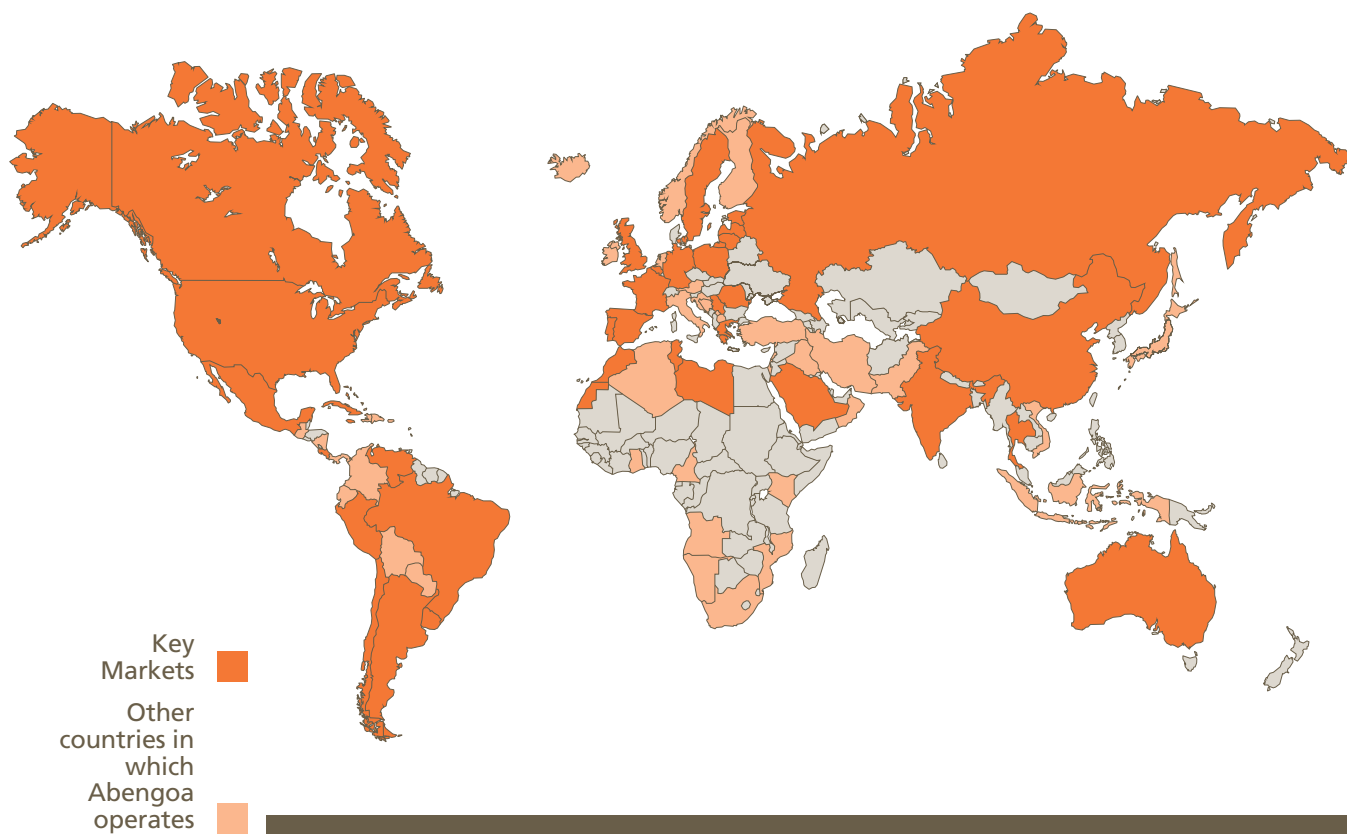 Key
Markets
Other
countries in
which
Abengoa
operates